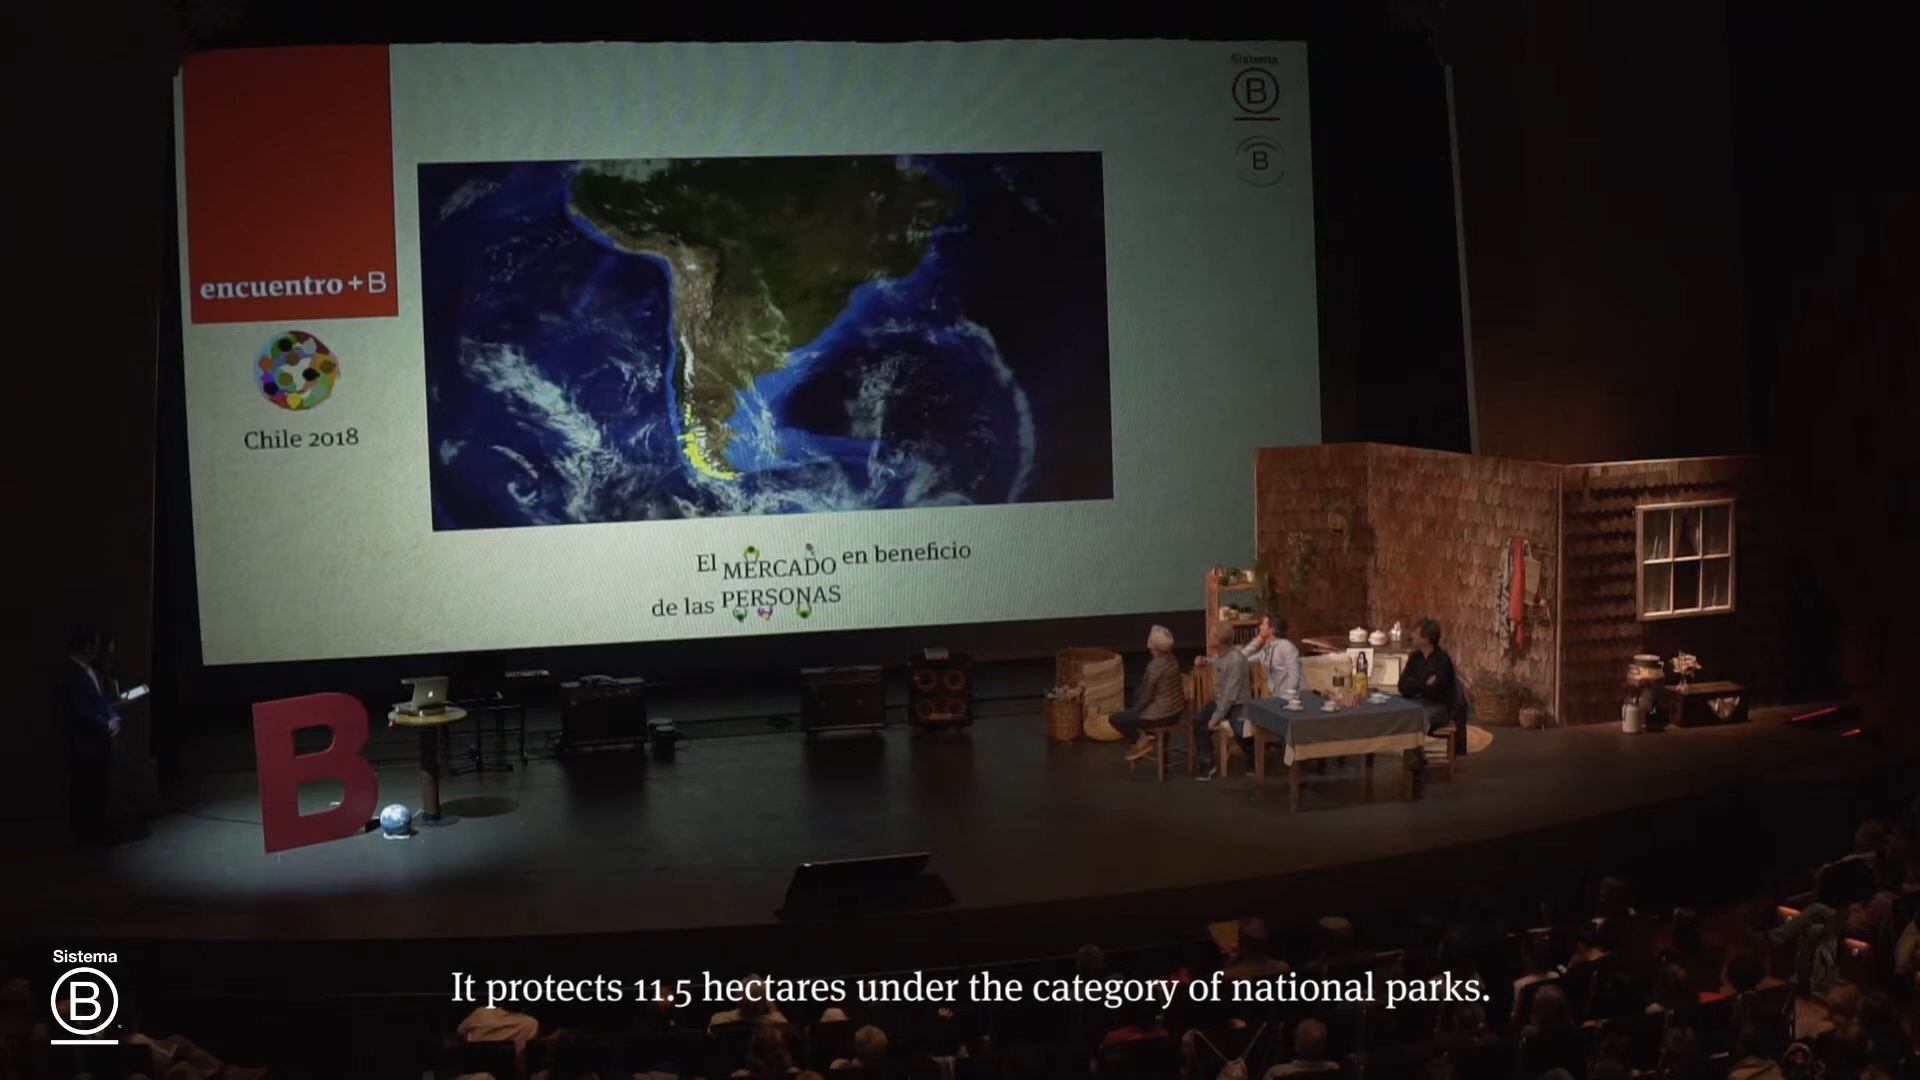 Sistema
B
B
encuentro+B
Chile 2018
El MERCADO en beneficio
de las PERSONAS
B
Sistema
B
It protects 11.5 hectares under the category of national parks.